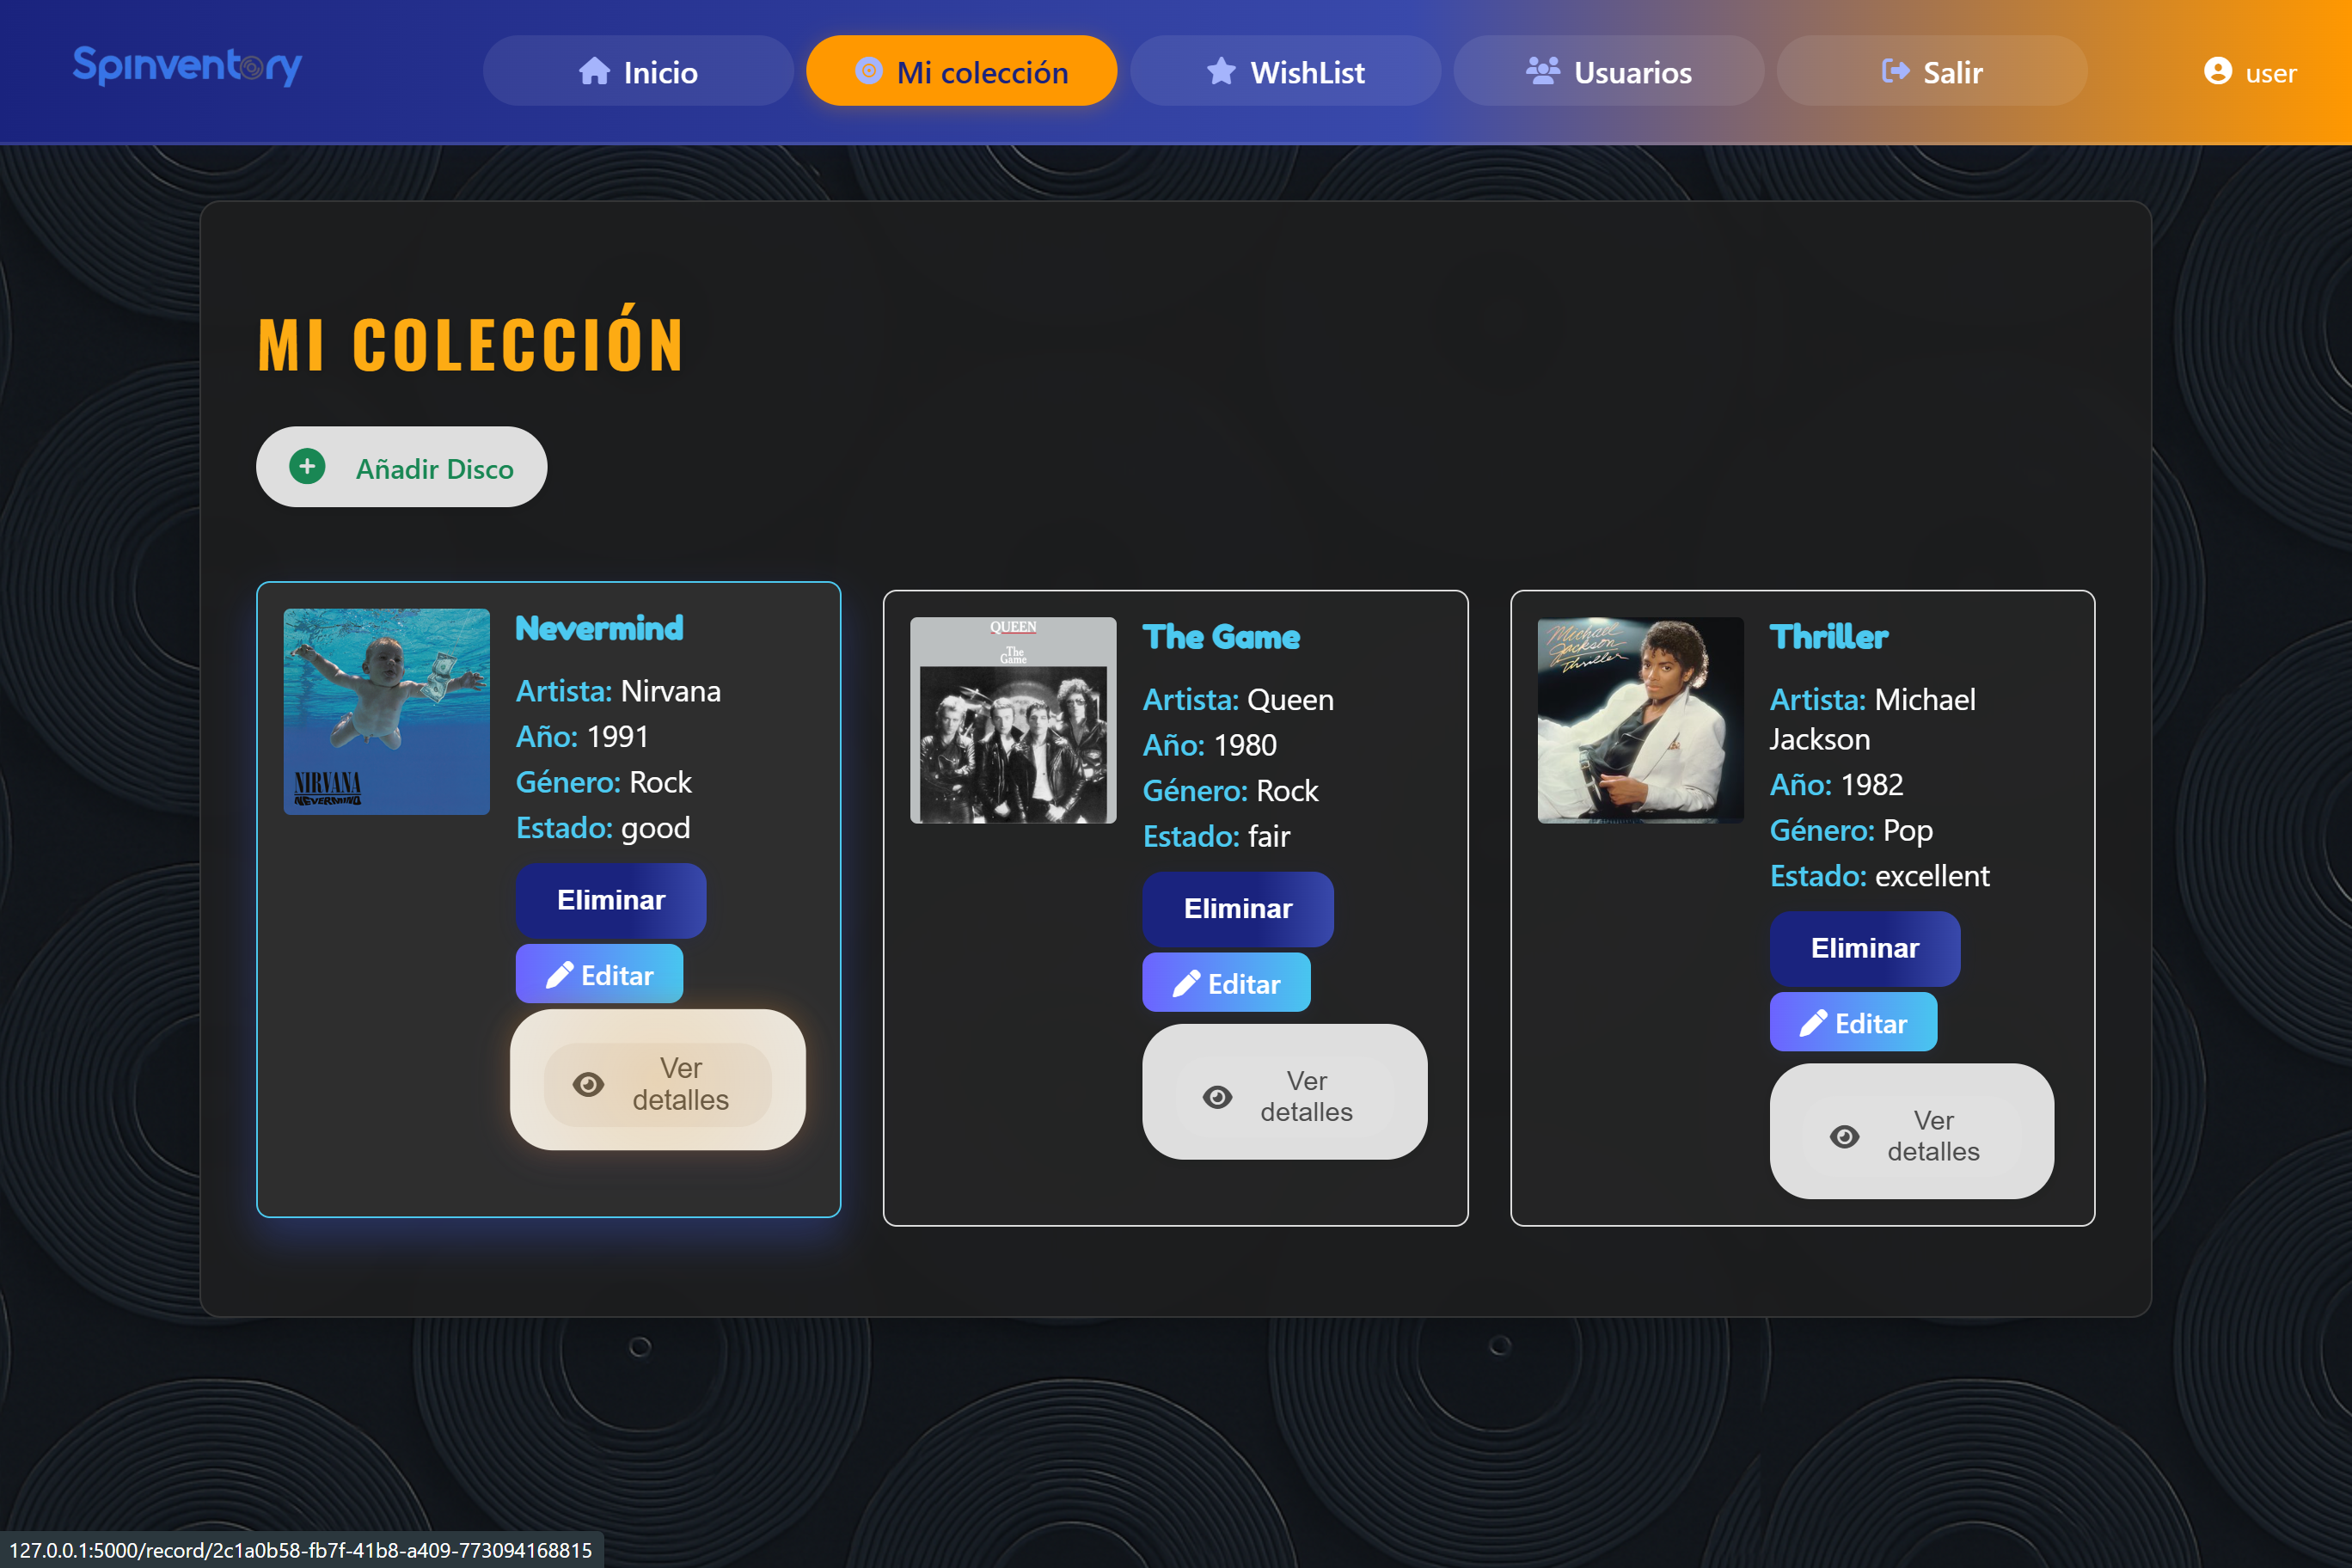 Spinventory
Inicio
Mi colección
WishList
Usuarios
Salir
user
MI COLECCIÓN
Añadir Disco
NIRVANA
NEVERMIND
Nevermind
Artista: Nirvana
Año: 1991
Género: Rock
Estado: good
Eliminar
Editar
Ver
detalles
QUEEN
The
Game
The Game
Artista: Queen
Año: 1980
Género: Rock
Estado: fair
Eliminar
Editar
Ver
detalles
Michael
Jackson
Thriller
Thriller
Artista: Michael
Jackson
Año: 1982
Género: Pop
Estado: excellent
Eliminar
Editar
Ver
detalles
127.0.0.1:5000/record/2c1a0b58-fb7f-41b8-a409-773094168815